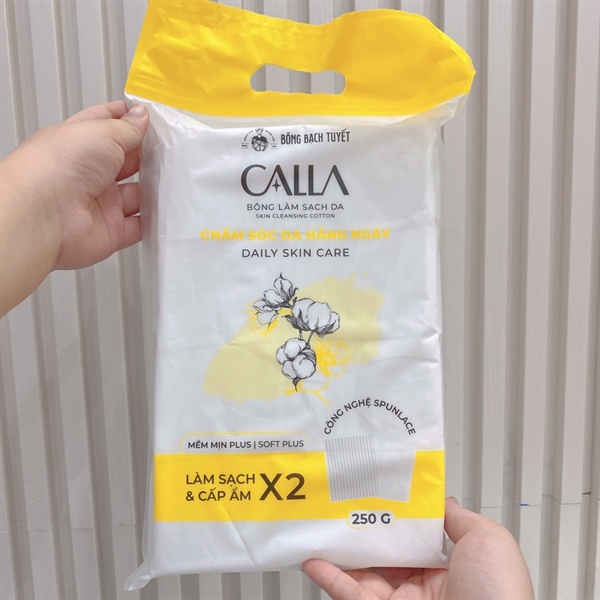 BÔNG BẠCH TUYẾT
CALLA
BÔNG LÀM SẠCH DA
SKIN CLEANSING COTTON
CHĂM SÓC DA HÀNG NGÀY
DAILY SKIN CARE
CÔNG NGHỆ SPUNLACE
MỀM MỊN PLUS | SOFT PLUS
LÀM SẠCH
& CẤP ẨM X2
250 G